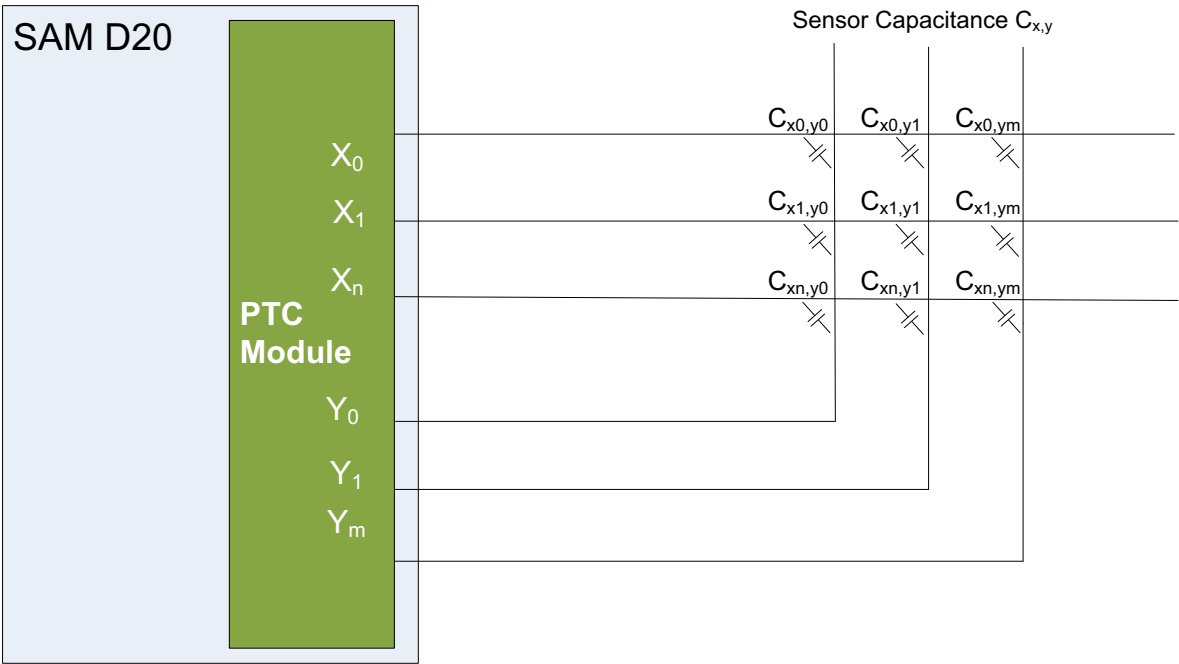 SAM D20
Sensor Capacitance Cx,y
Cx0,y0 Cx0,y1 Cx0,ym
X0
Cx1,y0 Cx1,y1 Cx1,ym
X1
Cxn,y0 Cxn,y1 Cxn,ym
Xn
PTC
Module
Y0
Y1
Ym